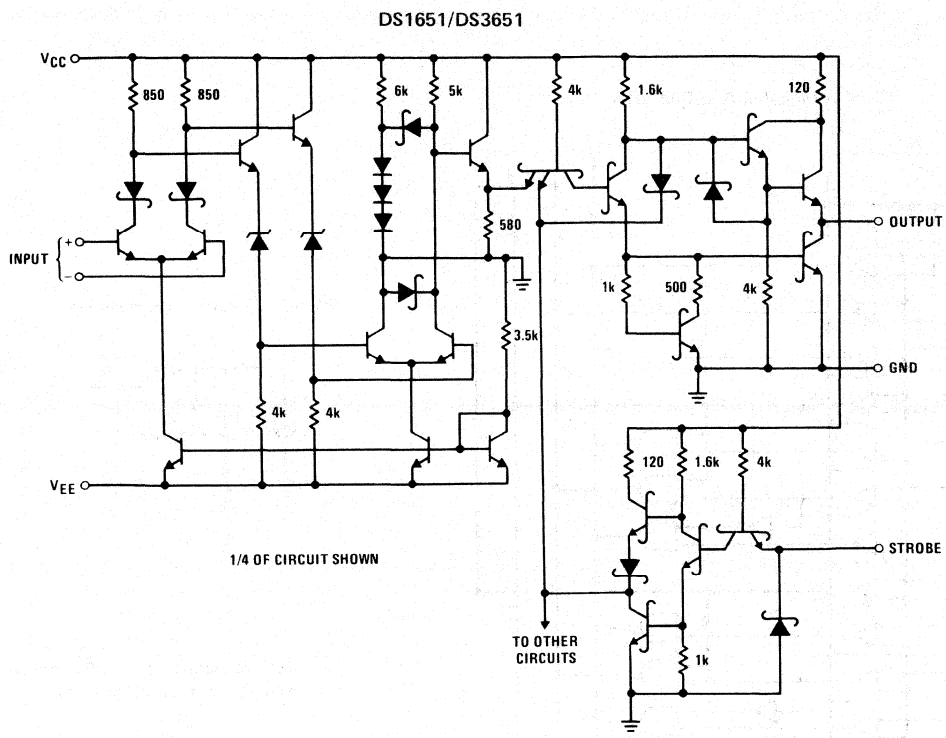 DS1651/DS3651
VCC
850
850
6k
5k
4k
1.6k
120
580
INPUT
+
−
OUTPUT
1k
500
4k
3.5k
GND
4k
4k
VEE
120
1.6k
4k
STROBE
1/4 OF CIRCUIT SHOWN
TO OTHER
CIRCUITS
1k